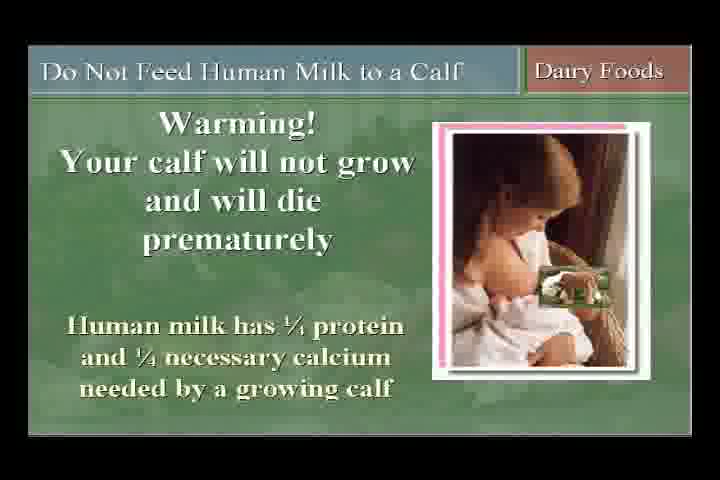 Do Not Feed Human Milk to a Calf
Dairy Foods
Warming!
Your calf will not grow
and will die
prematurely
Human milk has ¼ protein
and ¼ necessary calcium
needed by a growing calf